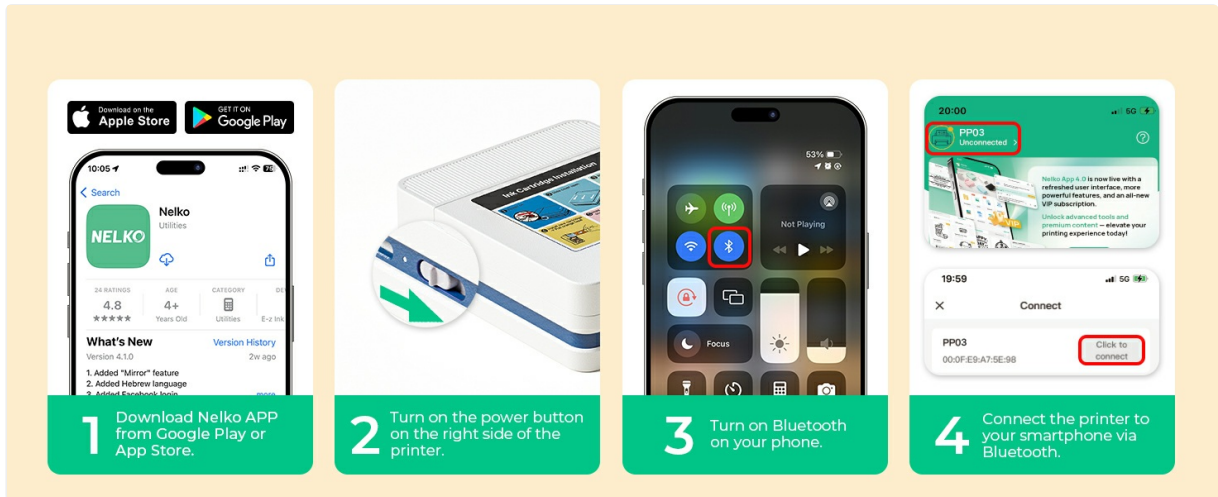 Download on the
Apple Store
GET IT ON
Google Play
10:05
Search
NELKO
Nelko
Utilities
24 RATINGS
AGE
CATEGORY
4.8
4+
★★★★★
Years Old
Utilities
E-z Ink
What's New
Version History
Version 4.1.0
2w ago
1. Added "Mirror" feature
2. Added Hebrew language
3. Added Facebook login
more
1
Download Nelko APP
from Google Play or
App Store.
Ink Cartridge Installation
2
Turn on the power button
on the right side of the
printer.
53%
Not Playing
Focus
3
Turn on Bluetooth
on your phone.
20:00
5G
PP03
Unconnected >
Nelko App 4.0 is now live with a
refreshed user interface, more
powerful features, and an all-new
VIP subscription.
Unlock advanced tools and
premium content – elevate your
printing experience today!
VIP
19:59
5G
Connect
PP03
00:0F:E9:A7:5E:98
Click to
connect
4
Connect the printer to
your smartphone via
Bluetooth.